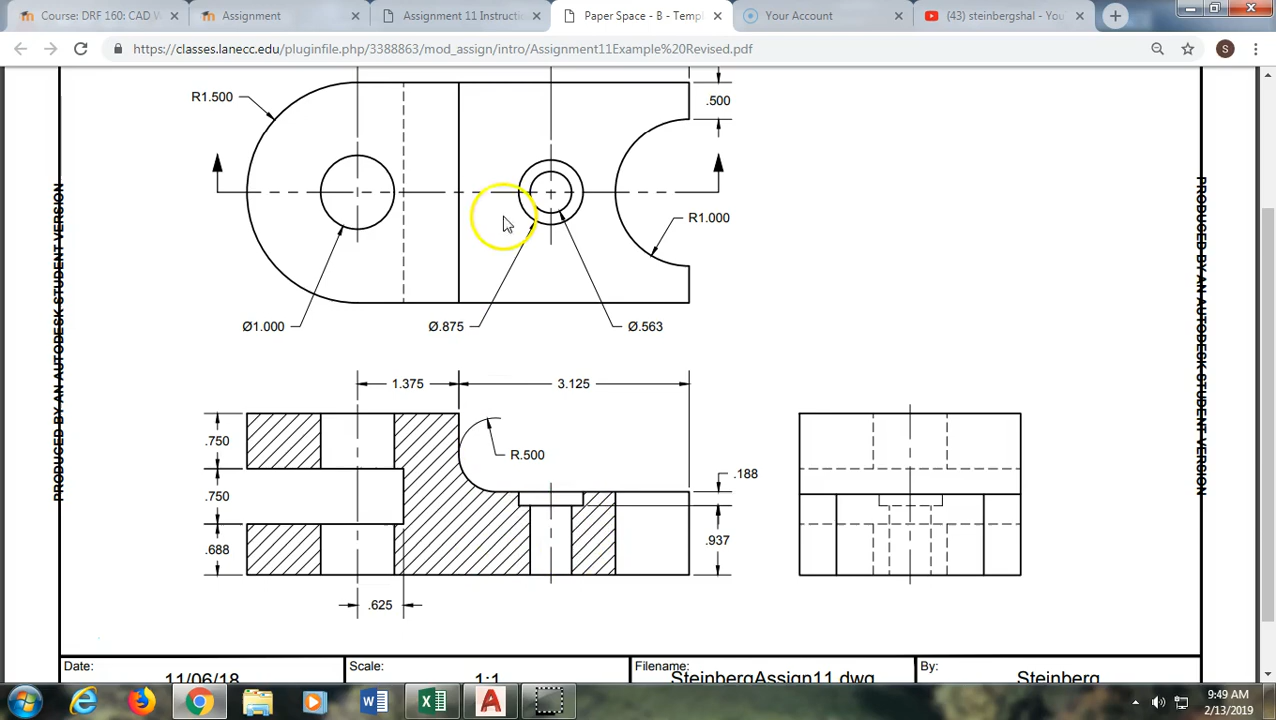 Course: DRF 160: CAD W
Assignment
Assignment 11 Instructi
Paper Space - B - Templ
Your Account
(43) steinbergshal - You
https://classes.lanecc.edu/pluginfile.php/3388863/mod_assign/intro/Assignment11Example%20Revised.pdf
S
R1.500
.500
R1.000
Ø1.000
Ø.875
Ø.563
PRODUCED BY AN AUTODESK STUDENT VERSION
PRODUCED BY AN AUTODESK STUDENT VERSION
1.375
3.125
.750
R.500
.188
.750
.937
.688
.625
Date:
Scale:
Filename:
By:
11/06/18
1:1
SteinbergAssign11.dwg
Steinberg
9:49 AM
2/13/2019